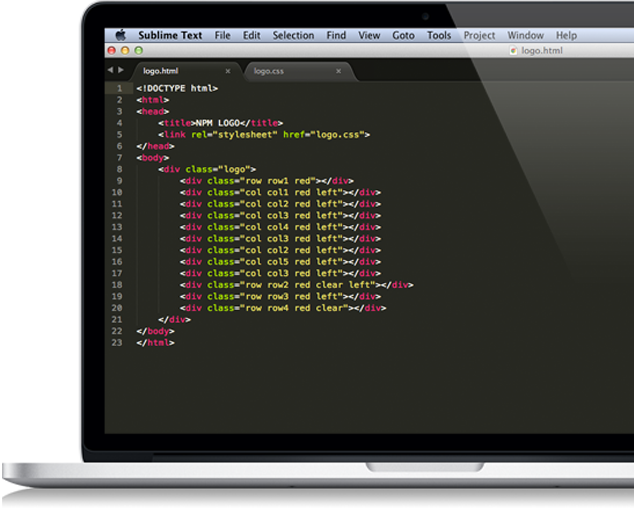 Sublime Text File Edit Selection Find View Goto Tools Project Window Help
logo.html
logo.html × logo.css ×
1 <!DOCTYPE html>
2 <html>
3 <head>
4 <title>NPM LOGO</title>
5 <link rel="stylesheet" href="logo.css">
6 </head>
7 <body>
8 <div class="logo">
9 <div class="row row1 red"></div>
10 <div class="col col1 red left"></div>
11 <div class="col col2 red left"></div>
12 <div class="col col3 red left"></div>
13 <div class="col col4 red left"></div>
14 <div class="col col3 red left"></div>
15 <div class="col col2 red left"></div>
16 <div class="col col5 red left"></div>
17 <div class="col col3 red left"></div>
18 <div class="row row2 red clear left"></div>
19 <div class="row row3 red left"></div>
20 <div class="row row4 red clear"></div>
21 </div>
22 </body>
23 </html>